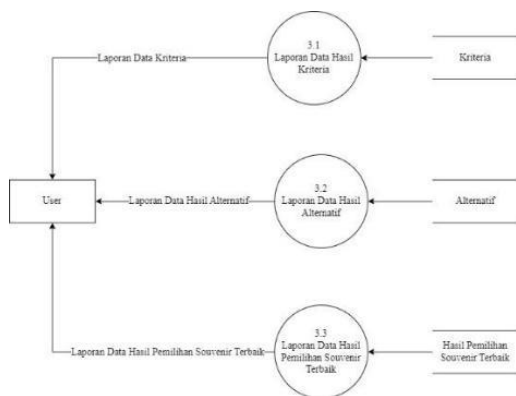 3.1
Laporan Data Hasil
Kriteria
Laporan Data Kriteria
Kriteria
3.2
Laporan Data Hasil
Alternatif
User
Laporan Data Hasil Alternatif
Alternatif
3.3
Laporan Data Hasil
Pemilihan Souvenir
Terbaik
Laporan Data Hasil Pemilihan Souvenir Terbaik
Hasil Pemilihan
Souvenir Terbaik